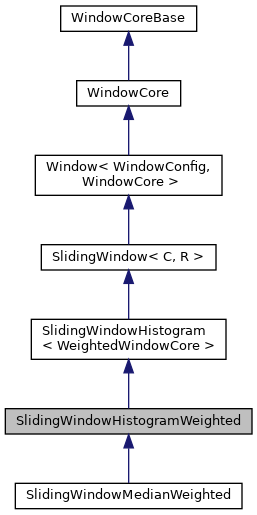 WindowCoreBase
WindowCore
Window< WindowConfig,
WindowCore >
SlidingWindow< C, R >
SlidingWindowHistogram
< WeightedWindowCore >
SlidingWindowHistogramWeighted
SlidingWindowMedianWeighted